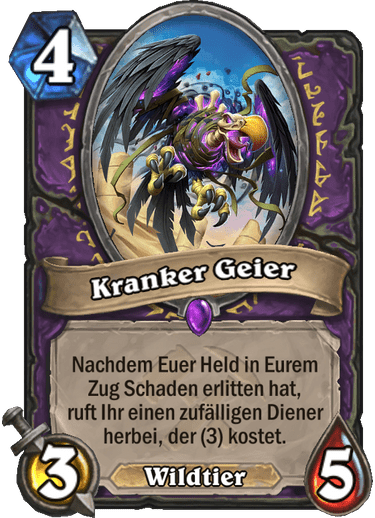 4
Kranker Geier
Nachdem Euer Held in Eurem
Zug Schaden erlitten hat,
ruft Ihr einen zufälligen Diener
herbei, der (3) kostet.
3
Wildtier
5